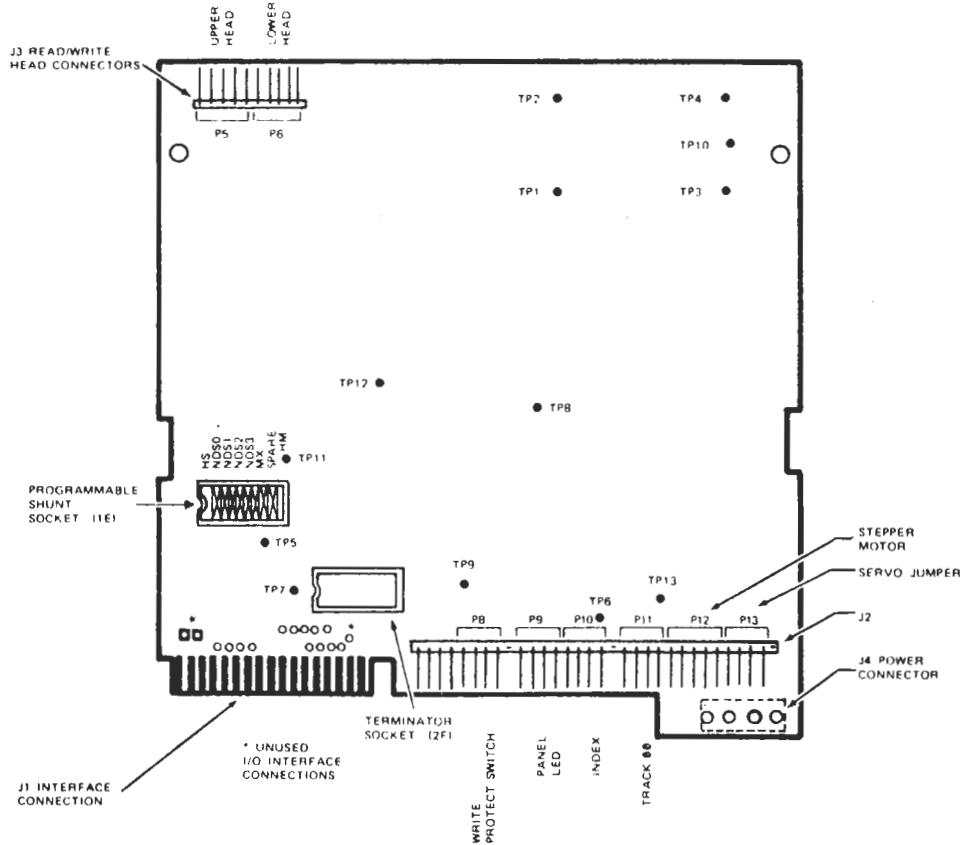 UPPER
HEAD
LOWER
HEAD
J3 READ/WRITE
HEAD CONNECTORS
P5
P6
TP2
TP4
TP10
TP1
TP3
TP12
TP8
HS
NDS0
NDS1
NDS2
NDS3
MX
SPARE
HM
TP11
PROGRAMMABLE
SHUNT
SOCKET (1E)
TP5
TP7
TP9
TP6
TP13
STEPPER
MOTOR
SERVO JUMPER
P8
P9
P10
P11
P12
P13
J2
J4 POWER
CONNECTOR
*
*
TERMINATOR
SOCKET (2F)
* UNUSED
I/O INTERFACE
CONNECTIONS
J1 INTERFACE
CONNECTION
WRITE
PROTECT SWITCH
PANEL
LED
INDEX
TRACK 00